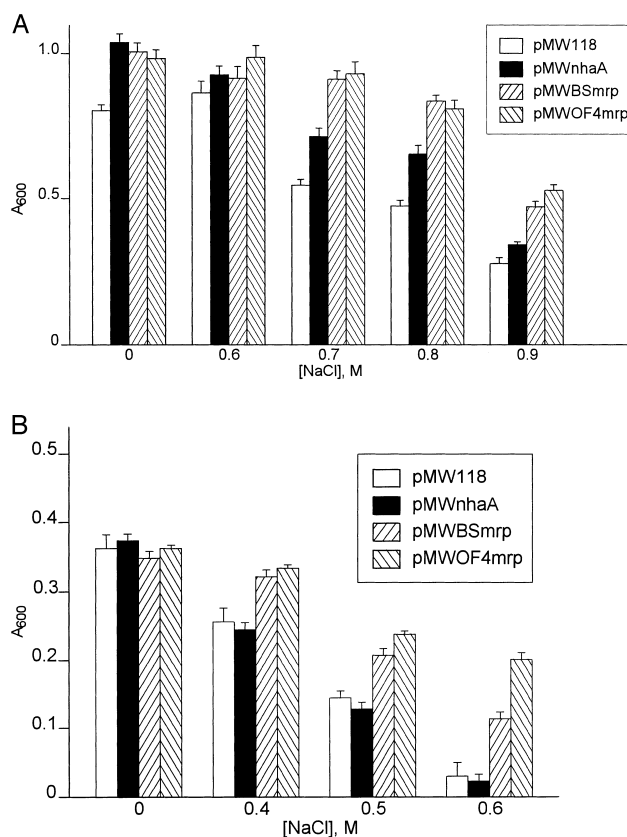 A
1.0
0.5
0
A600
0 0.6 0.7 0.8 0.9
[NaCl], M
pMW118
pMWnhaA
pMWBSmrp
pMWOF4mrp
B
0.5
0.4
0.3
0.2
0.1
0
A600
0 0.4 0.5 0.6
[NaCl], M
pMW118
pMWnhaA
pMWBSmrp
pMWOF4mrp